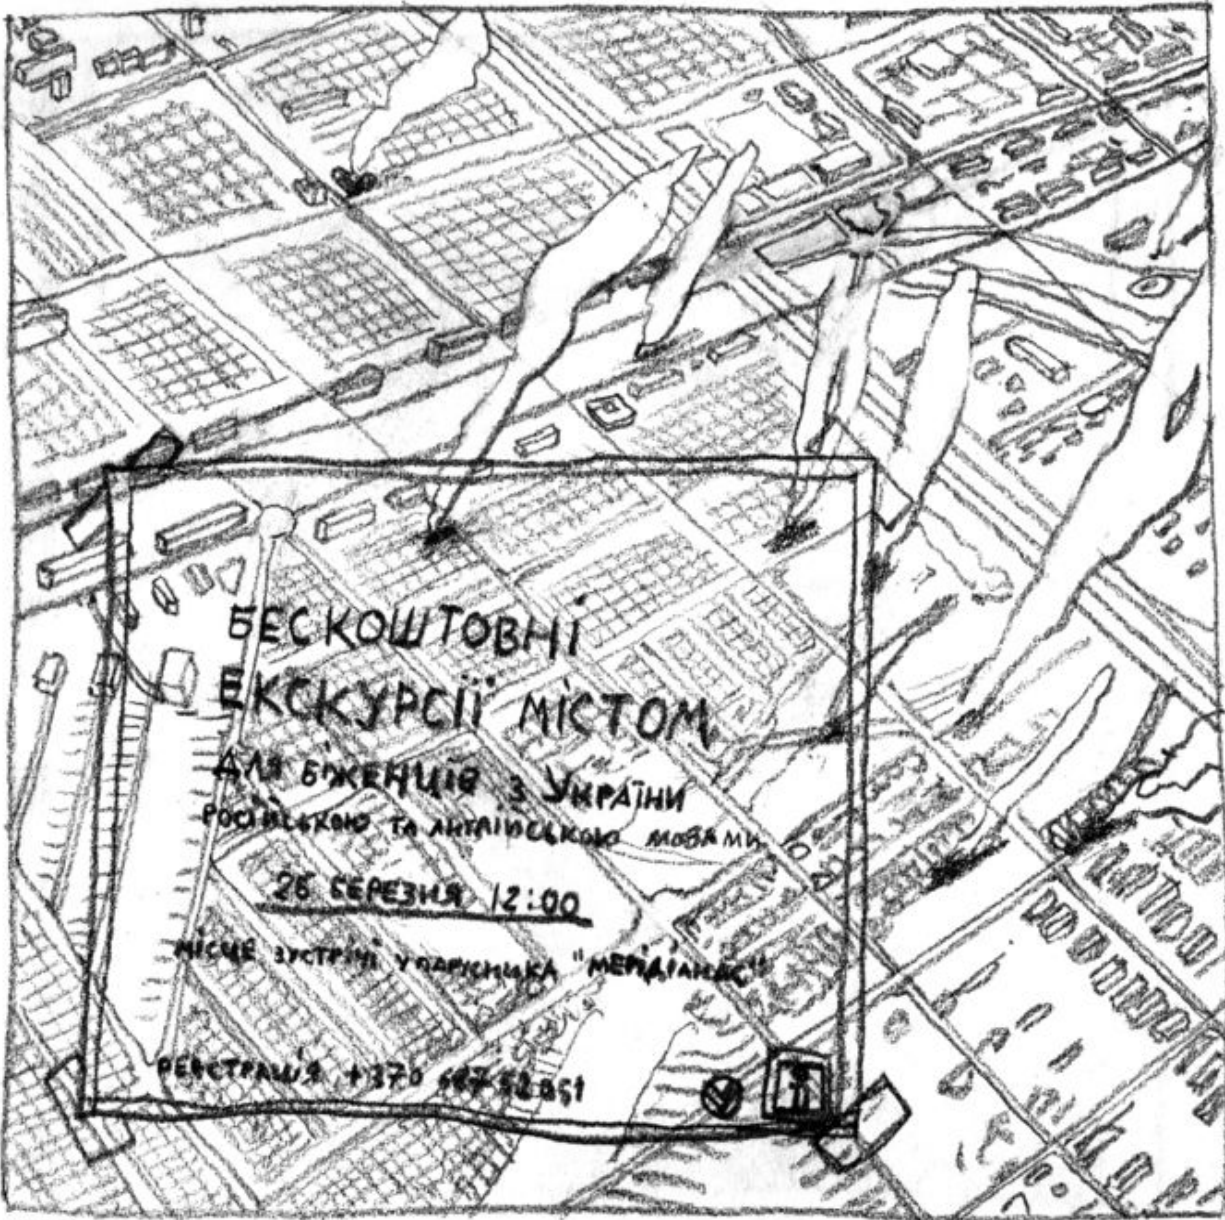 БЕСКОШТОВНІ
ЕКСКУРСІЇ МІСТОМ
ДЛЯ БІЖЕНЦІВ З УКРАЇНИ
РОСІЙСЬКОЮ ТА АНГЛІЙСЬКОЮ МОВАМИ
26 БЕРЕЗНЯ 12:00
МІСЦЕ ЗУСТРІЧІ У ПАРУСНИКА "МЕРІДІАНАС"
РЕЄСТРАЦІЯ +370